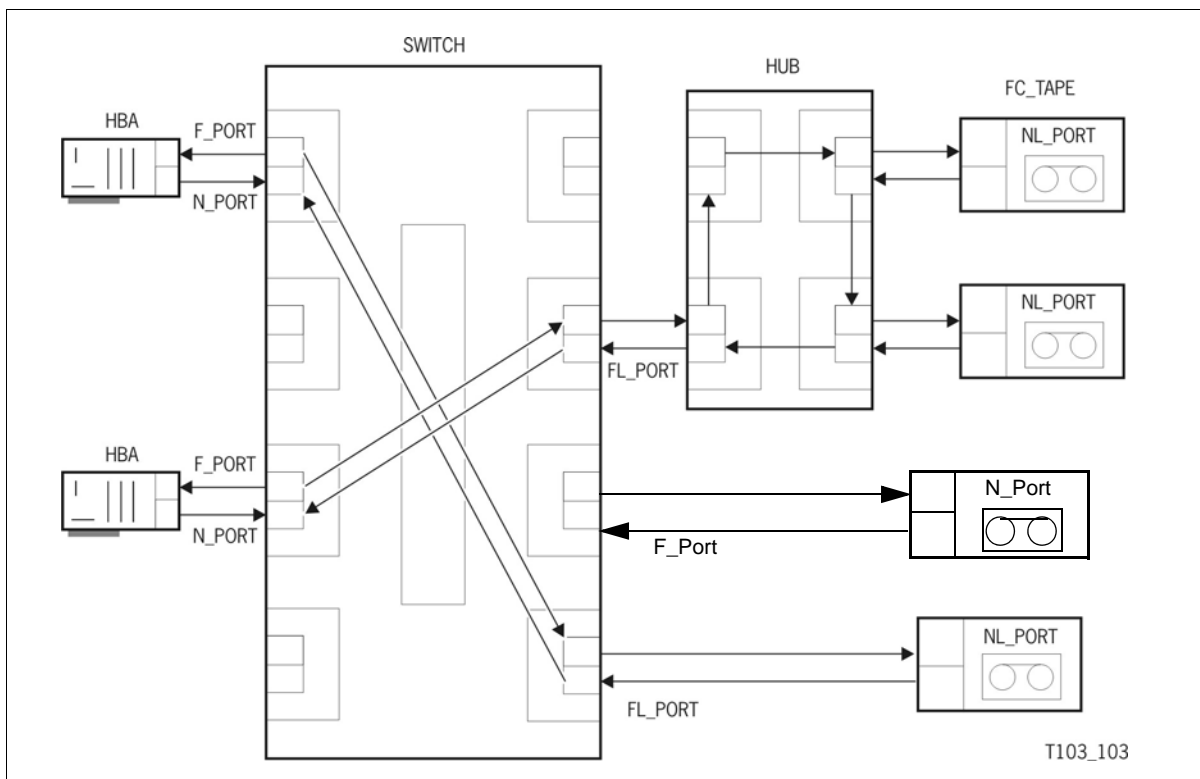 SWITCH
HUB
FC_TAPE
HBA
F_PORT
N_PORT
NL_PORT
NL_PORT
FL_PORT
HBA
F_PORT
N_PORT
N_Port
F_Port
NL_PORT
FL_PORT
T103_103